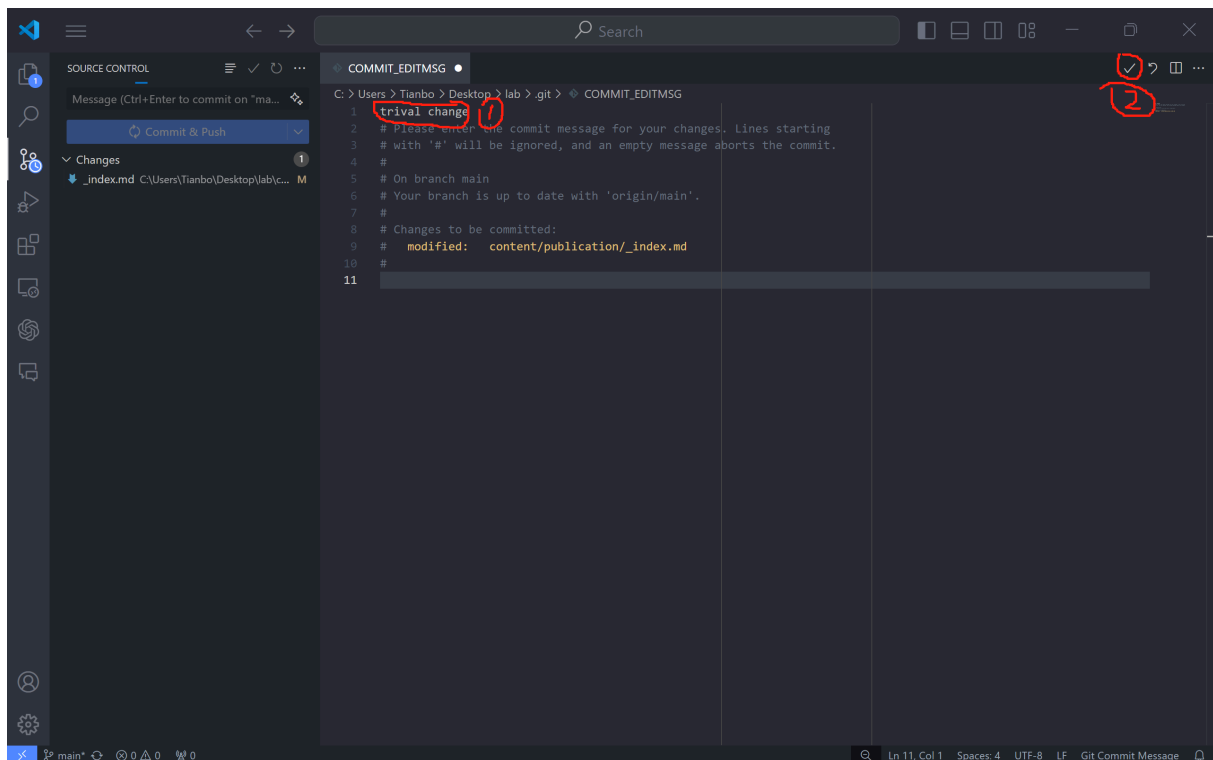 Search
SOURCE CONTROL
Message (Ctrl+Enter to commit on "ma...
Commit & Push
Changes 1
_index.md C:\Users\Tianbo\Desktop\lab\c... M
1
COMMIT_EDITMSG
C: > Users > Tianbo > Desktop > lab > .git > COMMIT_EDITMSG
1 trival change 1
2 # Please enter the commit message for your changes. Lines starting
3 # with '#' will be ignored, and an empty message aborts the commit.
4 #
5 # On branch main
6 # Your branch is up to date with 'origin/main'.
7 #
8 # Changes to be committed:
9 # modified: content/publication/_index.md
10 #
11
2
main* 0 0 0
Ln 11, Col 1 Spaces: 4 UTF-8 LF Git Commit Message